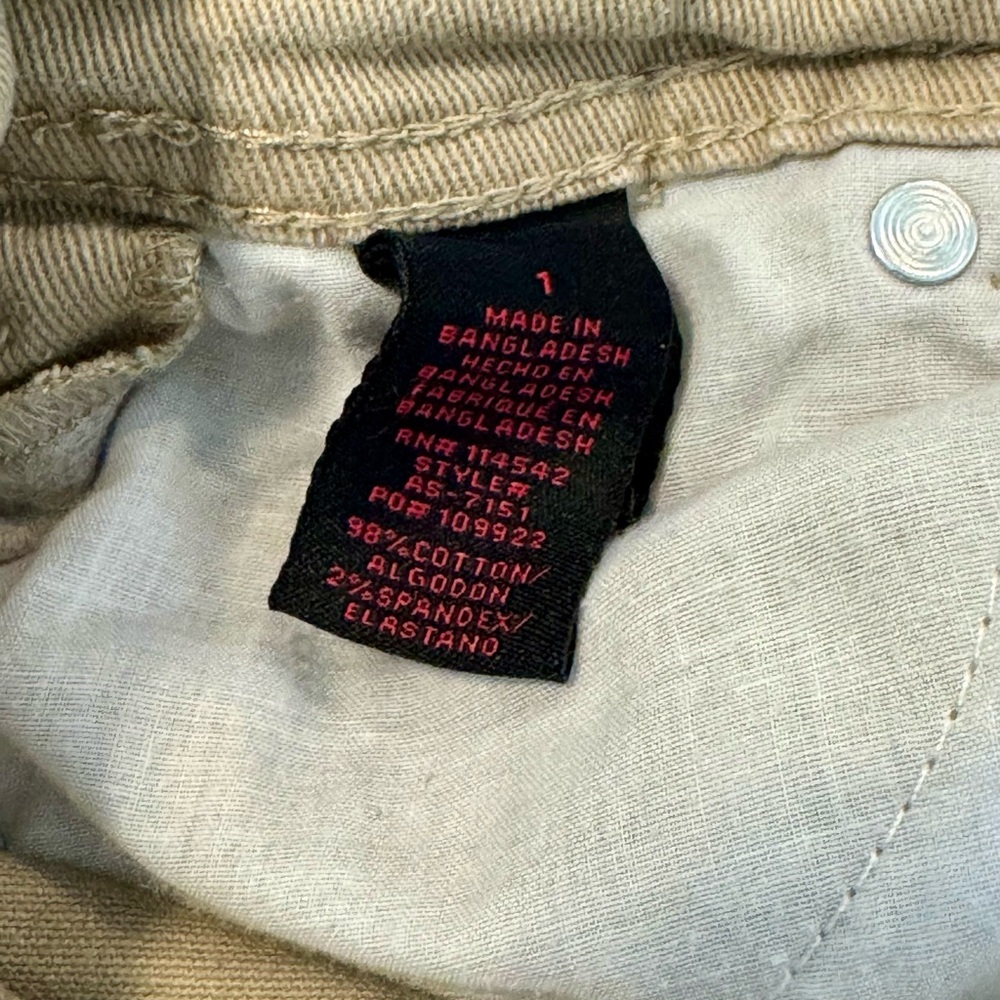 1
MADE IN
BANGLADESH
HECHO EN
BANGLADESH
FABRIQUE EN
BANGLADESH
RN# 114542
STYLE#
AS-7151
PO# 109922
98% COTTON/
ALGODON
2% SPANDEX/
ELASTANO